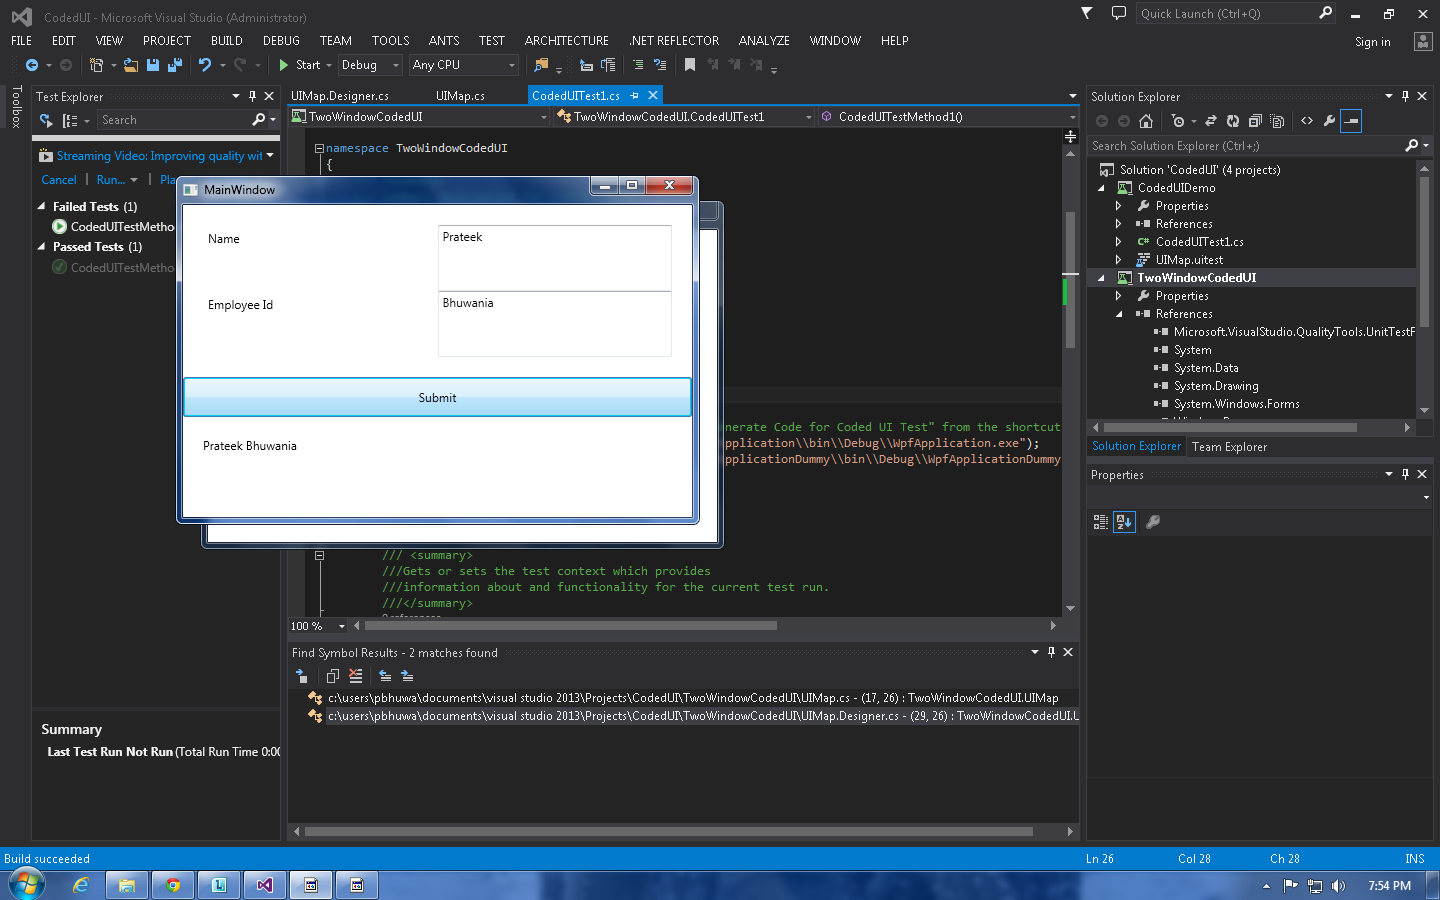 CodedUI - Microsoft Visual Studio (Administrator)
Quick Launch (Ctrl+Q)
FILE EDIT VIEW PROJECT BUILD DEBUG TEAM TOOLS ANTS TEST ARCHITECTURE .NET REFLECTOR ANALYZE WINDOW HELP
Sign in
Start Debug Any CPU
Toolbox
Test Explorer
Search
Streaming Video: Improving quality wit
Cancel | Run... | Pla
Failed Tests (1)
CodedUITestMetho
Passed Tests (1)
CodedUITestMetho
Summary
Last Test Run Not Run (Total Run Time 0:00
UIMap.Designer.cs UIMap.cs CodedUITest1.cs
TwoWindowCodedUI TwoWindowCodedUI.CodedUITest1 CodedUITestMethod1()
namespace TwoWindowCodedUI
{
MainWindow
Name Prateek
Employee Id Bhuwania
Submit
Prateek Bhuwania
nerate Code for Coded UI Test" from the shortcut
pplication\\bin\\Debug\\WpfApplication.exe");
pplicationDummy\\bin\\Debug\\WpfApplicationDummy
/// <summary>
///Gets or sets the test context which provides
///information about and functionality for the current test run.
///</summary>
100 %
Find Symbol Results - 2 matches found
c:\users\pbhuwa\documents\visual studio 2013\Projects\CodedUI\TwoWindowCodedUI\UIMap.cs - (17, 26) : TwoWindowCodedUI.UIMap
c:\users\pbhuwa\documents\visual studio 2013\Projects\CodedUI\TwoWindowCodedUI\UIMap.Designer.cs - (29, 26) : TwoWindowCodedUI.U
Solution Explorer
Search Solution Explorer (Ctrl+;)
Solution 'CodedUI' (4 projects)
CodedUIDemo
Properties
References
CodedUITest1.cs
UIMap.uitest
TwoWindowCodedUI
Properties
References
Microsoft.VisualStudio.QualityTools.UnitTestF
System
System.Data
System.Drawing
System.Windows.Forms
Solution Explorer Team Explorer
Properties
Build succeeded
Ln 26 Col 28 Ch 28 INS
7:54 PM